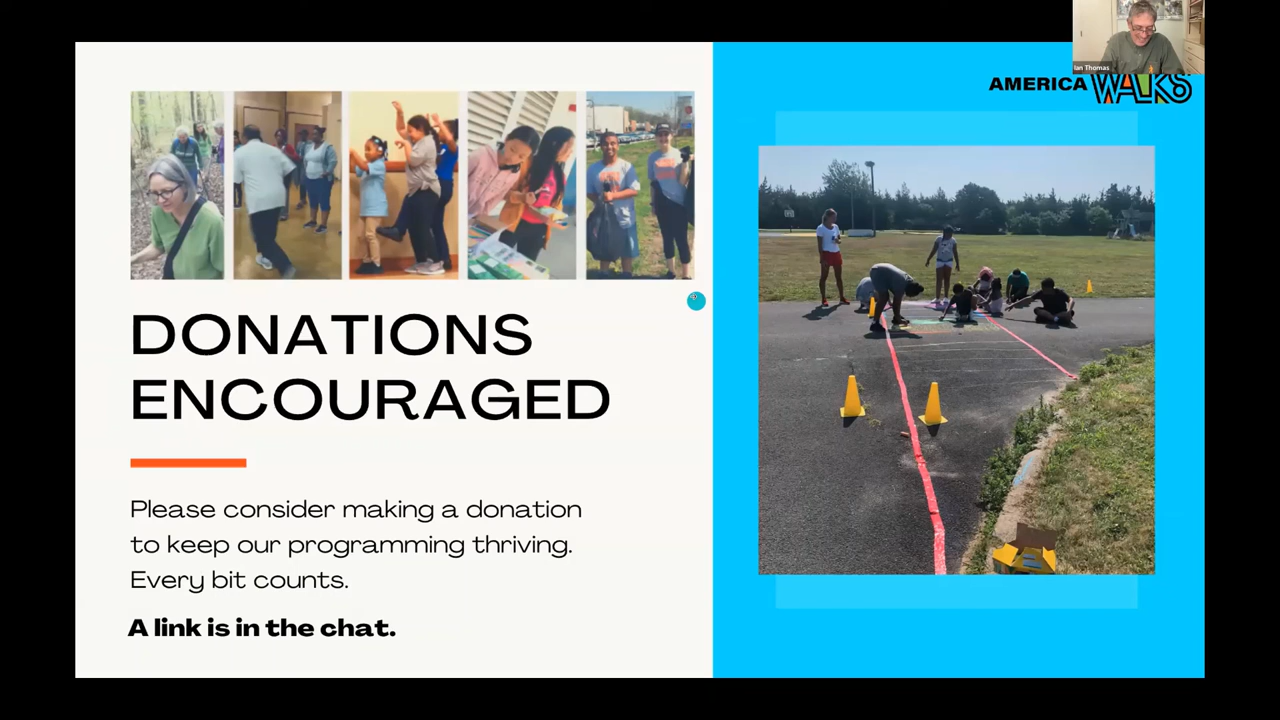 Ian Thomas
AMERICA WALKS
DONATIONS
ENCOURAGED
Please consider making a donation
to keep our programming thriving.
Every bit counts.
A link is in the chat.